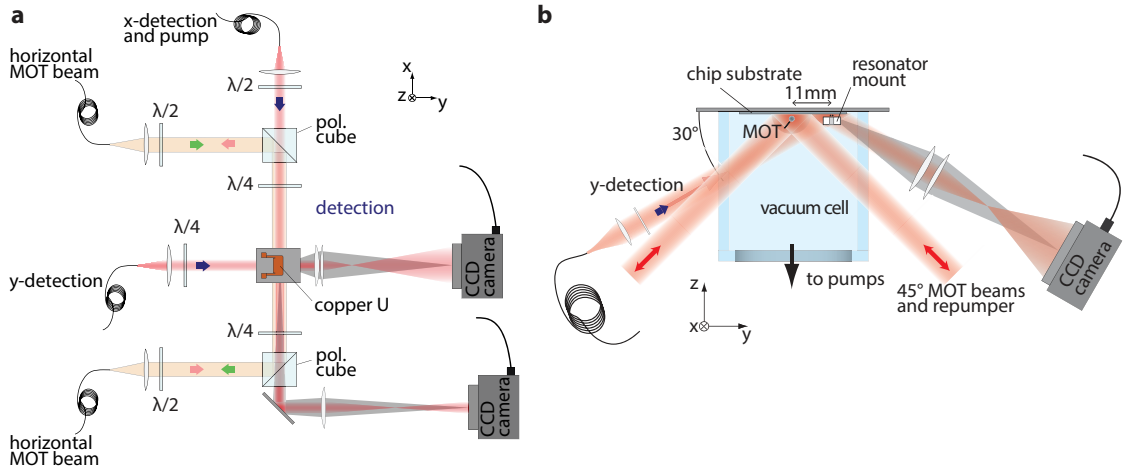 a
x-detection
and pump
horizontal
MOT beam
λ/2
λ/2
pol.
cube
x
z
y
λ/4
detection
λ/4
y-detection
CCD
camera
copper U
λ/4
pol.
cube
λ/2
horizontal
MOT beam
CCD
camera
b
chip substrate
resonator
mount
11mm
MOT
30°
y-detection
vacuum cell
to pumps
45° MOT beams
and repumper
CCD
camera
z
x
y